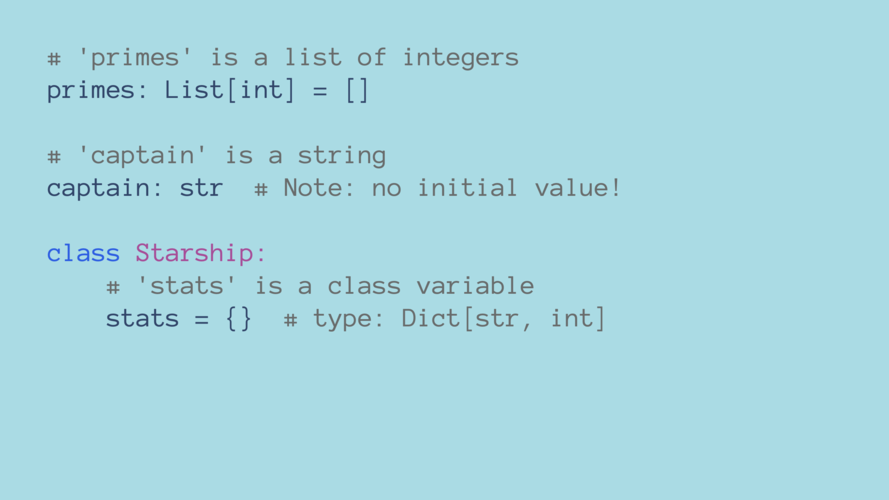 # 'primes' is a list of integers
primes: List[int] = []
# 'captain' is a string
captain: str  # Note: no initial value!
class Starship:
    # 'stats' is a class variable
    stats = {}  # type: Dict[str, int]